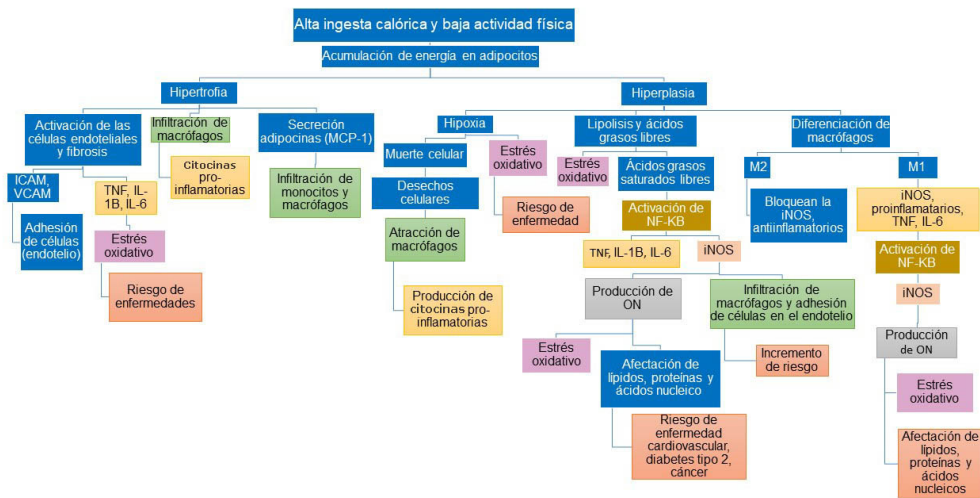 Alta ingesta calórica y baja actividad física
Acumulación de energía en adipocitos
Hipertrofia
Activación de las
células endoteliales
y fibrosis
ICAM,
VCAM
Adhesión
de células
(endotelio)
TNF, IL-
1B, IL-6
Estrés
oxidativo
Riesgo de
enfermedades
Infiltración de
macrófagos
Citocinas
pro-
inflamatorias
Secreción
adipocinas (MCP-1)
Infiltración de
monocitos y
macrófagos
Hiperplasia
Hipoxia
Muerte celular
Desechos
celulares
Atracción de
macrófagos
Producción de
citocinas pro-
inflamatorias
Estrés
oxidativo
Riesgo de
enfermedad
Lipolisis y ácidos
grasos libres
Estrés
oxidativo
Ácidos grasos
saturados libres
Activación de
NF-KB
TNF, IL-1B, IL-6
iNOS
Producción de
ON
Estrés
oxidativo
Afectación de
lípidos, proteínas y
ácidos nucleico
Riesgo de
enfermedad
cardiovascular,
diabetes tipo 2,
cáncer
Infiltración de
macrófagos y adhesión
de células en el endotelio
Incremento
de riesgo
Diferenciación de
macrófagos
M2
Bloquean la
iNOS,
antiinflamatorios
M1
iNOS,
proinflamatarios,
TNF, IL-6
Activación de
NF-KB
iNOS
Producción
de ON
Estrés
oxidativo
Afectación de
lípidos,
proteínas y
ácidos
nucleicos